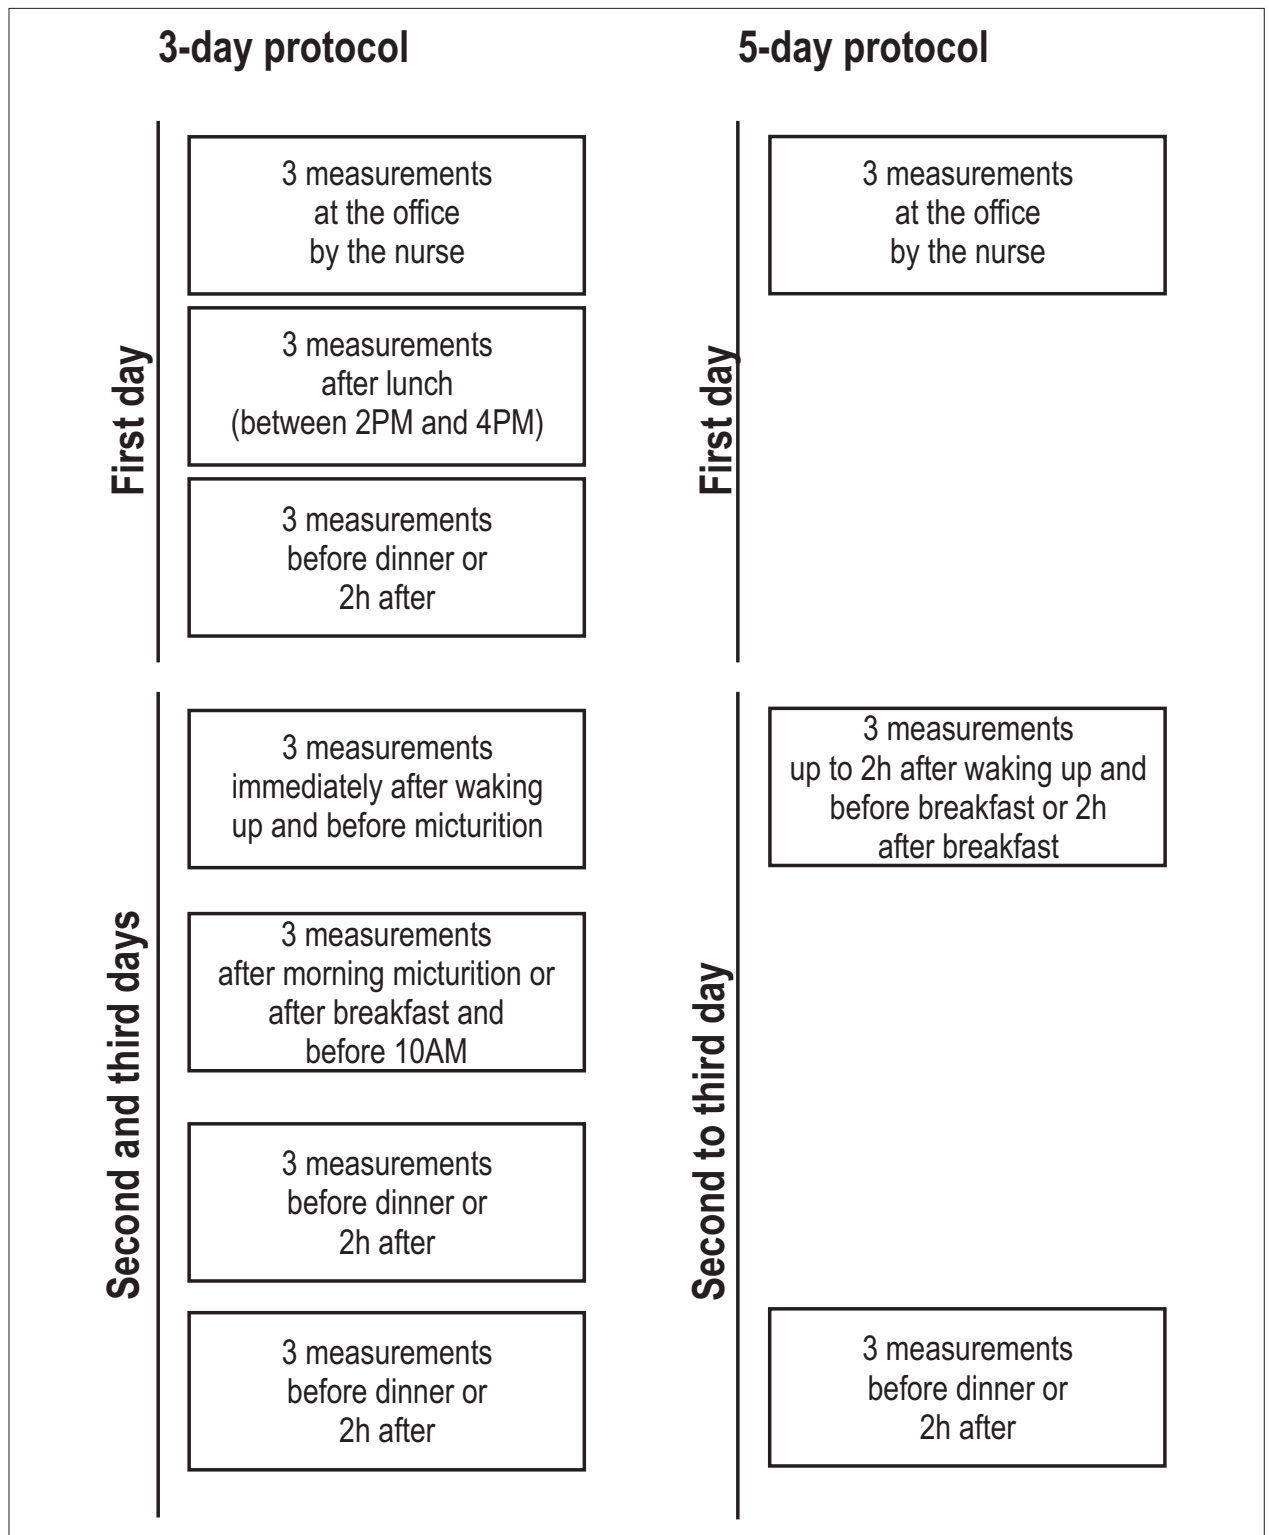 3-day protocol
First day
3 measurements
at the office
by the nurse
3 measurements
after lunch
(between 2PM and 4PM)
3 measurements
before dinner or
2h after
Second and third days
3 measurements
immediately after waking
up and before micturition
3 measurements
after morning micturition or
after breakfast and
before 10AM
3 measurements
before dinner or
2h after
3 measurements
before dinner or
2h after
5-day protocol
First day
3 measurements
at the office
by the nurse
Second to third day
3 measurements
up to 2h after waking up and
before breakfast or 2h
after breakfast
3 measurements
before dinner or
2h after